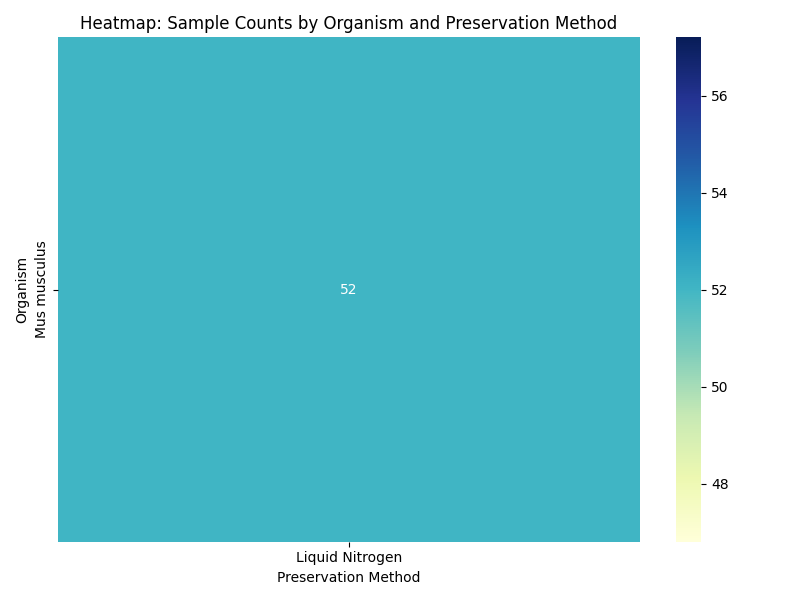 Heatmap: Sample Counts by Organism and Preservation Method
Organism
Mus musculus
52
Liquid Nitrogen
Preservation Method
56
54
52
50
48